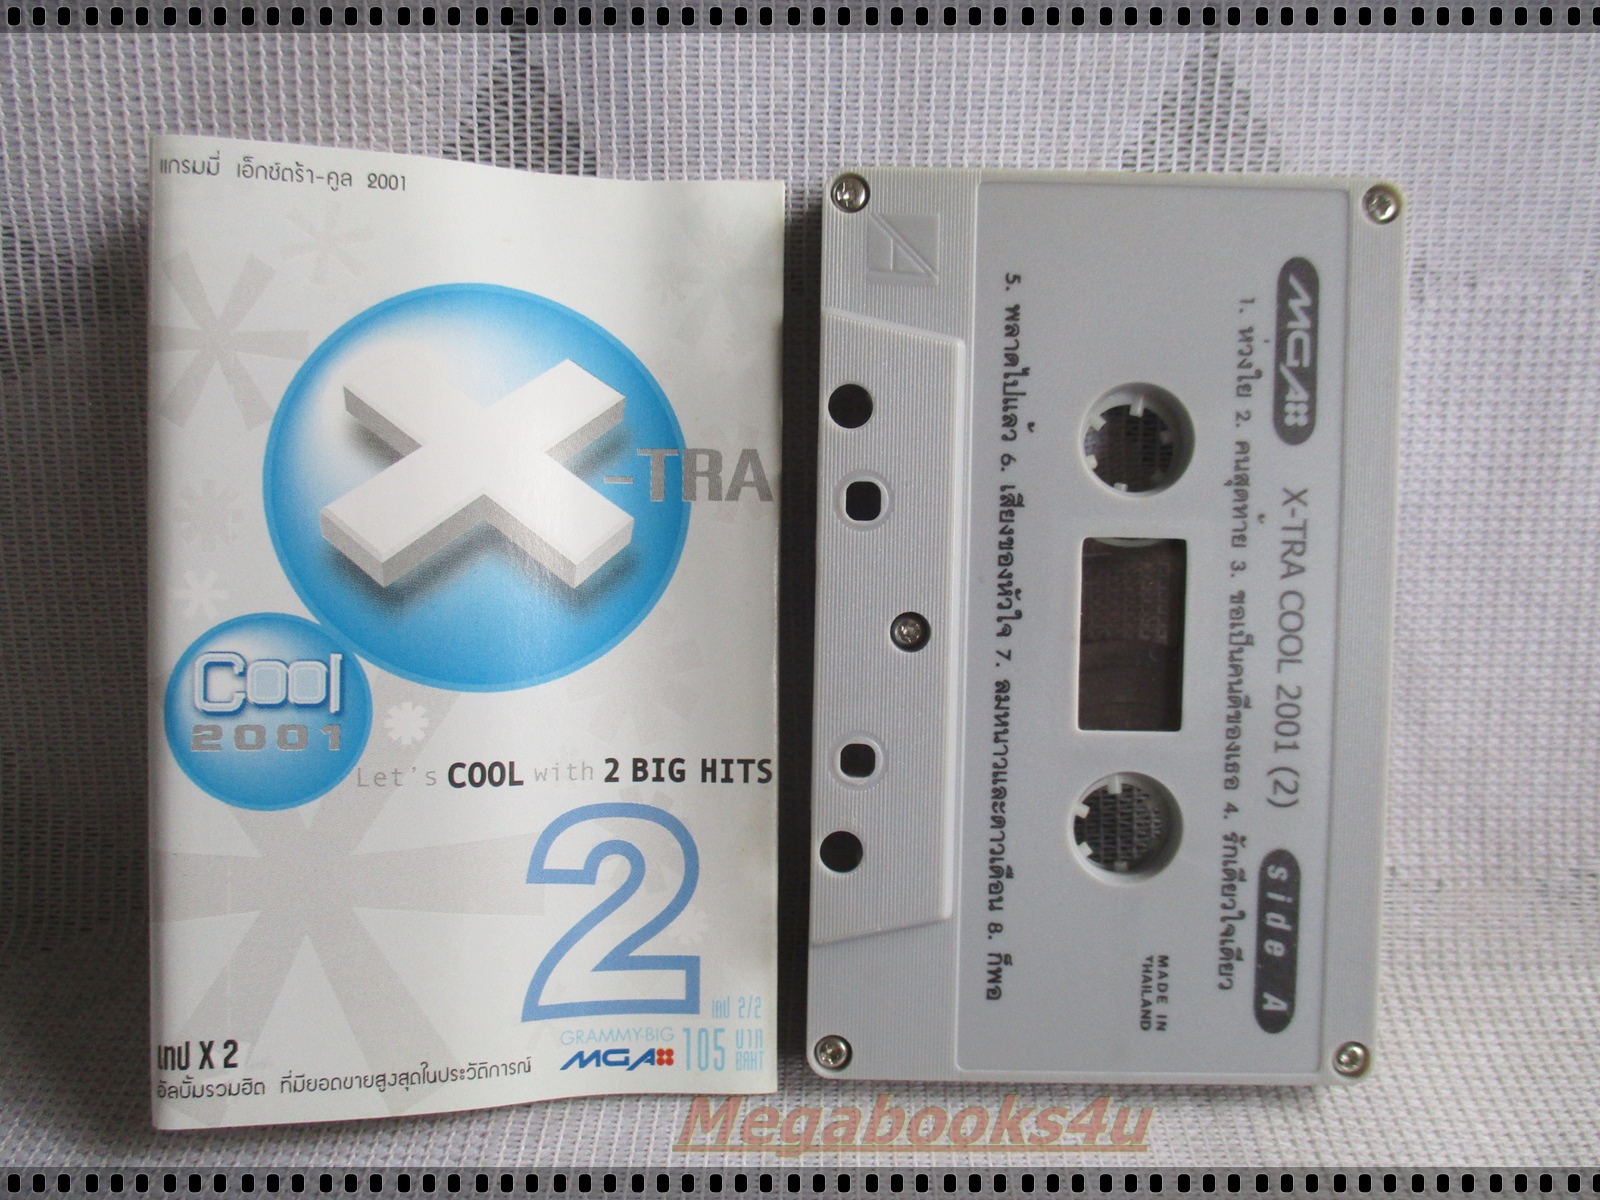 แกรมมี่ เอ็กซ์ตร้า-คูล 2001
X-TRA
Cool
2001
Let's COOL with 2 BIG HITS
2
เทป 2/2
GRAMMY·BIG
MGA 105 บาท
BAHT
เทป X 2
อัลบั้มรวมฮิต ที่มียอดขายสูงสุดในประวัติการณ์
MGA X-TRA COOL 2001 (2) side A
1. ห่วงใย 2. คนสุดท้าย 3. ขอเป็นคนดีของเธอ 4. รักเดียวใจเดียว
MADE IN
THAILAND
5. พลาดไปแล้ว 6. เสียงของหัวใจ 7. ลมหนาวและดาวเดือน 8. ก็พอ
Megabooks4u